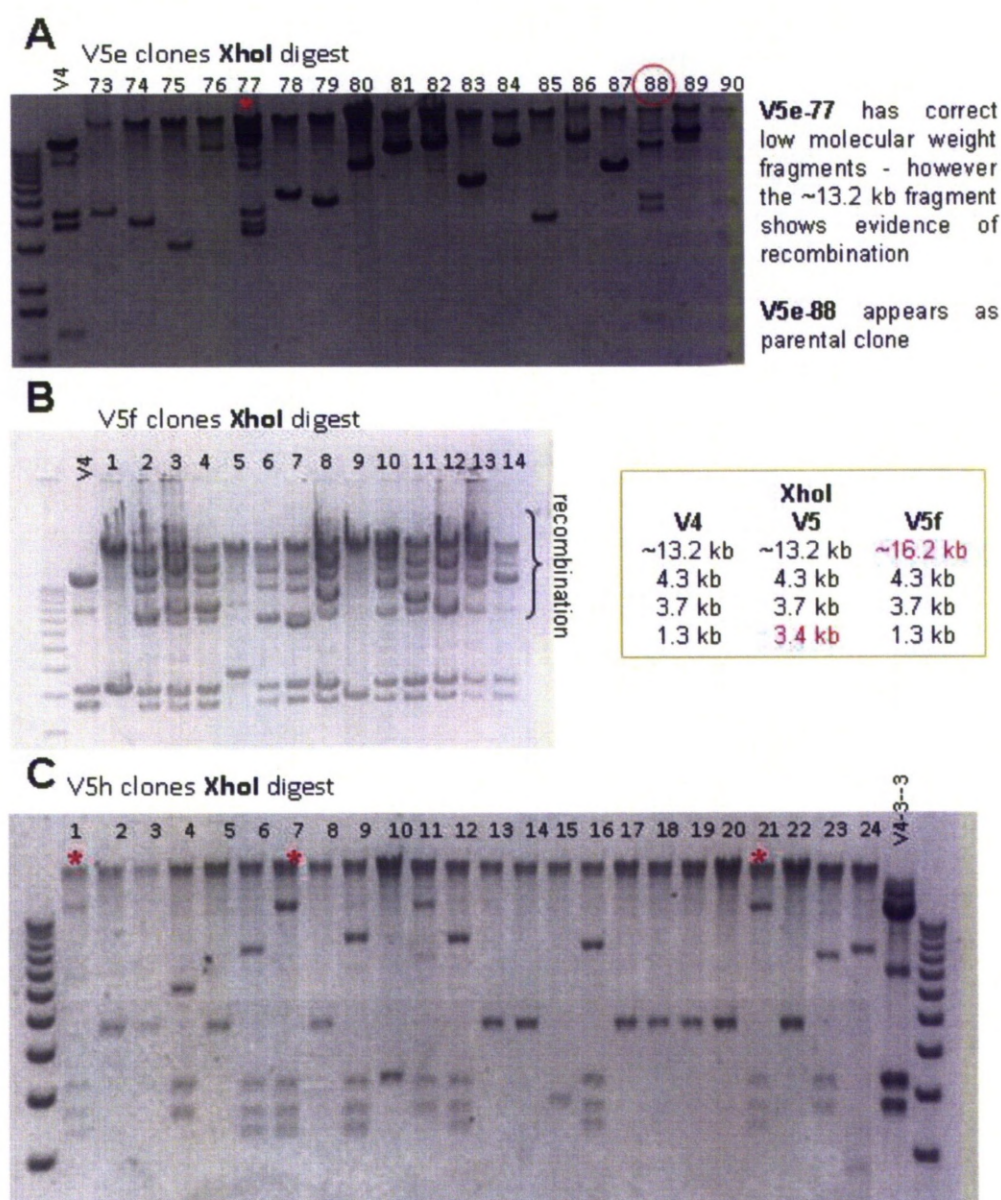 A
V5e clones XhoI digest
V4 73 74 75 76 77 78 79 80 81 82 83 84 85 86 87 88 89 90
*
V5e-77 has correct
low molecular weight
fragments - however
the ~13.2 kb fragment
shows evidence of
recombination
V5e-88 appears as
parental clone
B
V5f clones XhoI digest
V4 1 2 3 4 5 6 7 8 9 10 11 12 13 14
recombination
XhoI
V4 V5 V5f
~13.2 kb ~13.2 kb ~16.2 kb
4.3 kb 4.3 kb 4.3 kb
3.7 kb 3.7 kb 3.7 kb
1.3 kb 3.4 kb 1.3 kb
C
V5h clones XhoI digest
1 2 3 4 5 6 7 8 9 10 11 12 13 14 15 16 17 18 19 20 21 22 23 24 V4-3--3
* * *